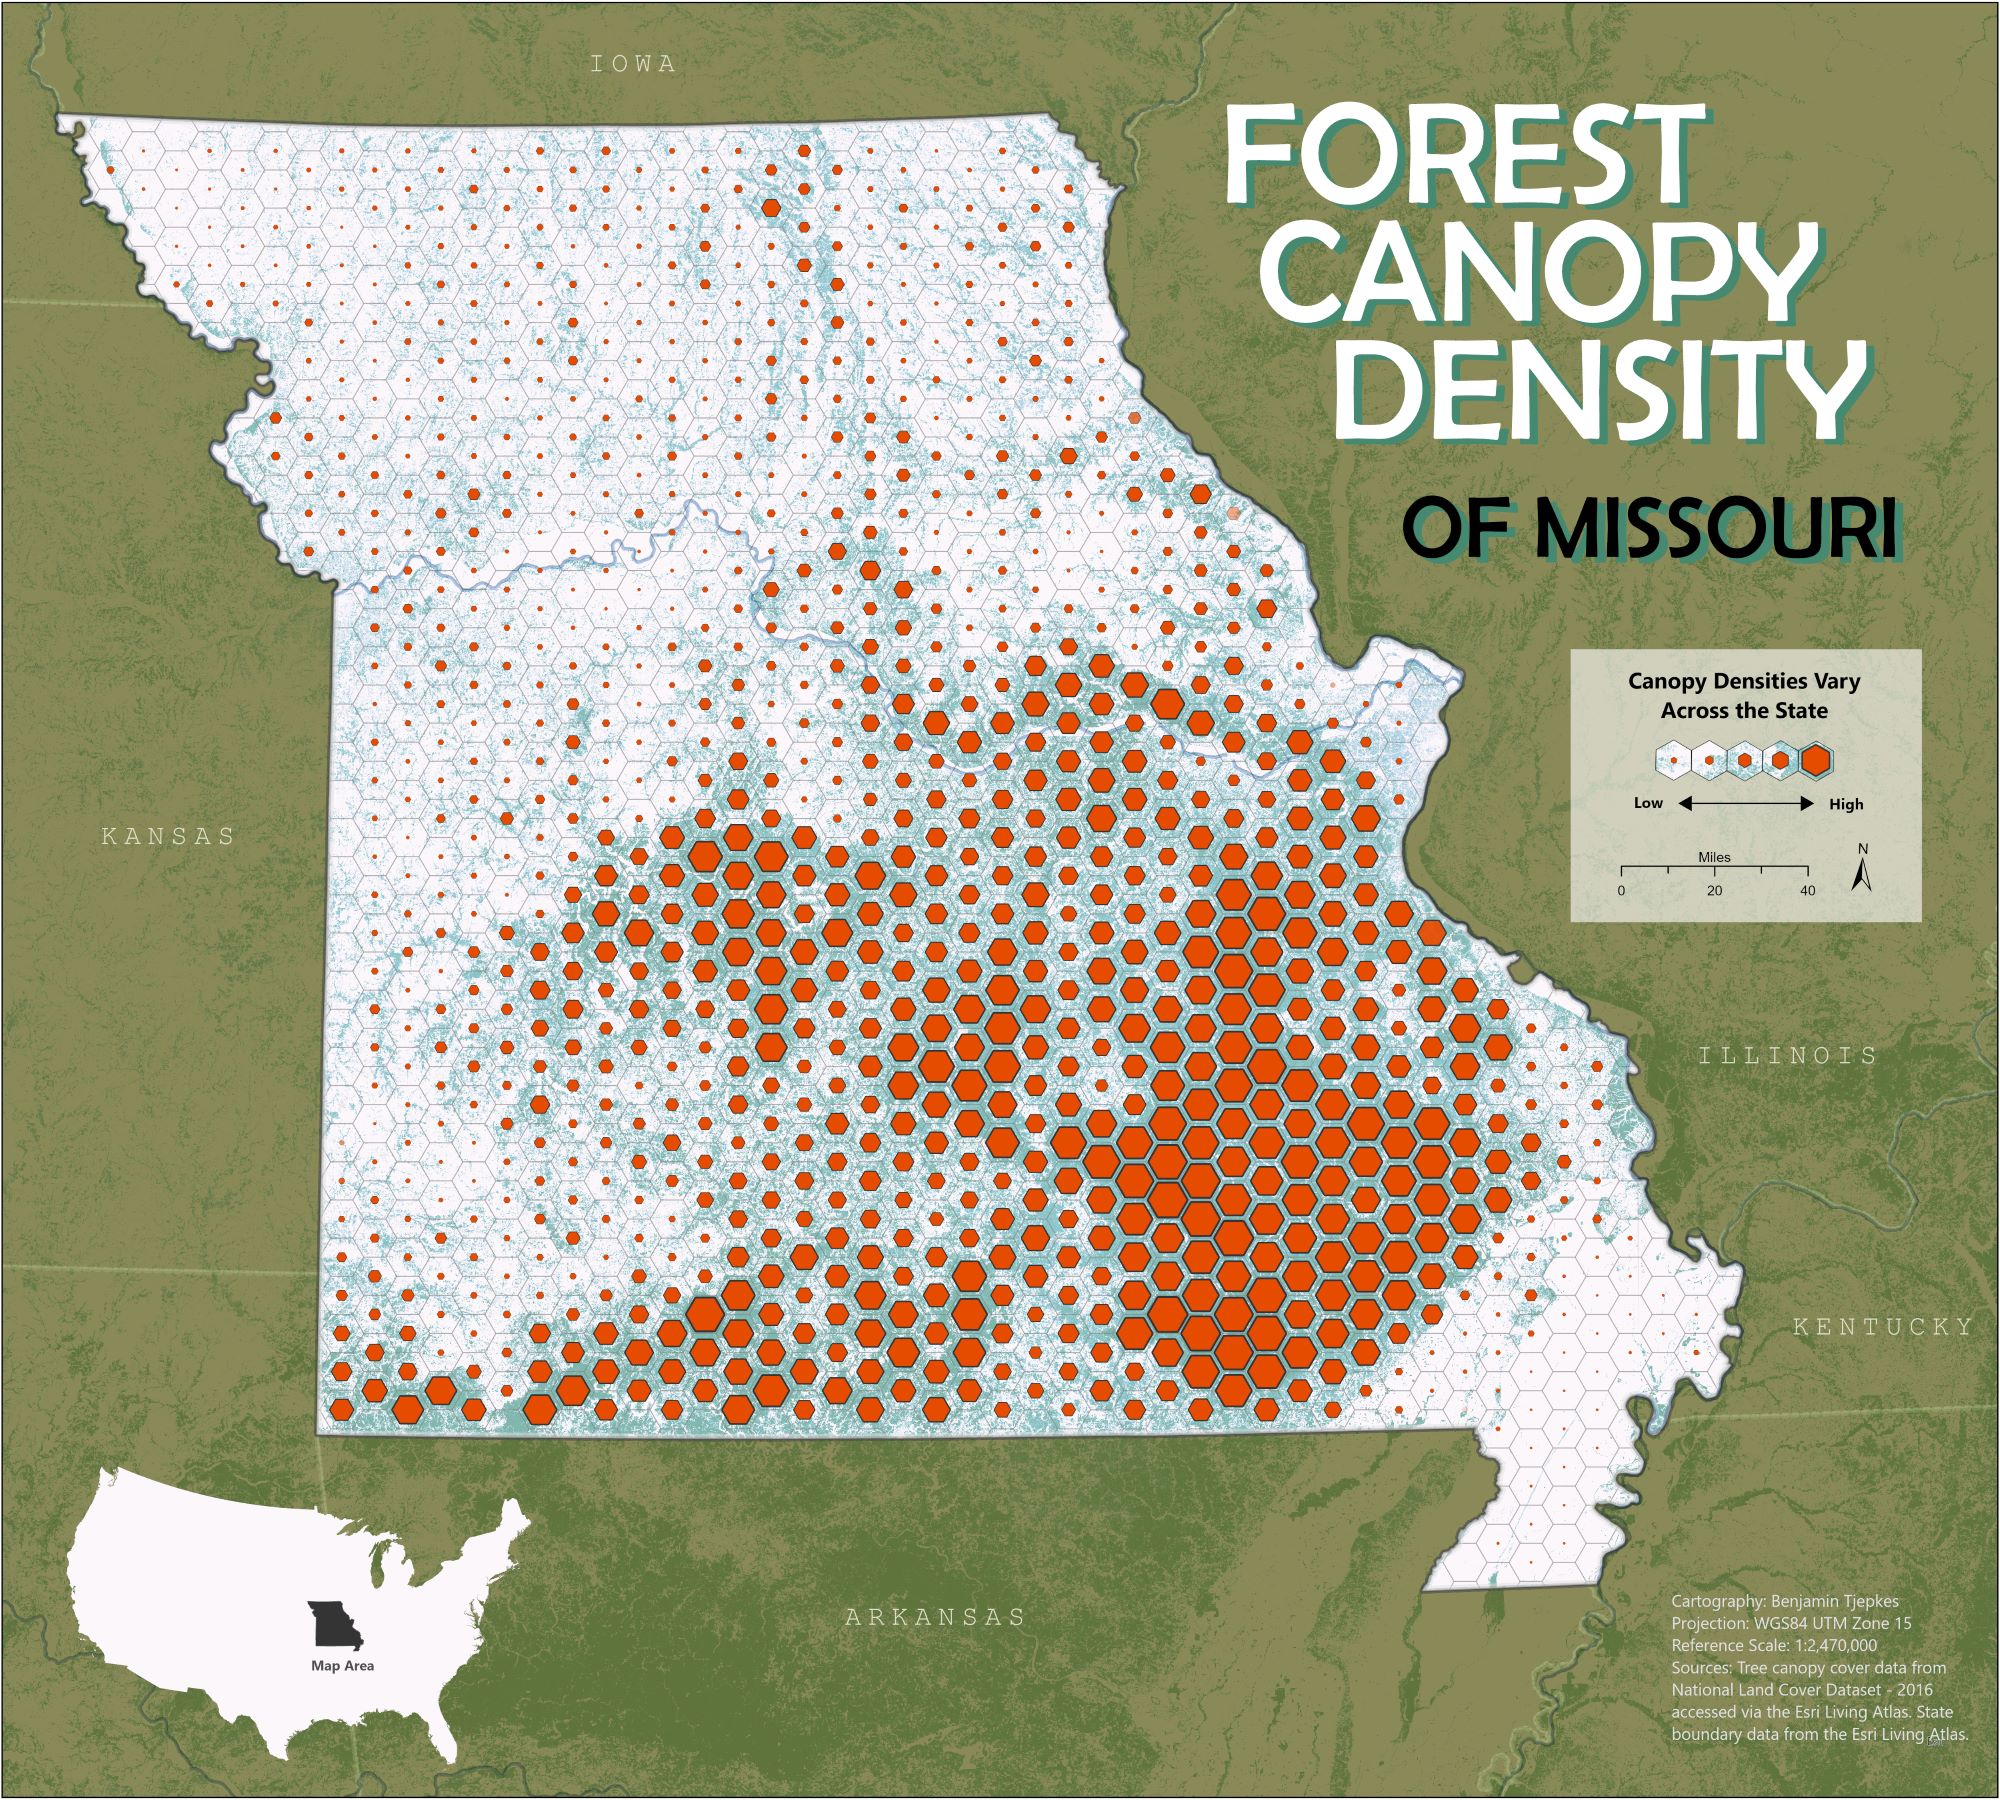 IOWA
FOREST
CANOPY
DENSITY
OF MISSOURI
Canopy Densities Vary
Across the State
Low High
Miles
0 20 40
N
KANSAS
ILLINOIS
KENTUCKY
ARKANSAS
Map Area
Cartography: Benjamin Tjepkes
Projection: WGS84 UTM Zone 15
Reference Scale: 1:2,470,000
Sources: Tree canopy cover data from
National Land Cover Dataset - 2016
accessed via the Esri Living Atlas. State
boundary data from the Esri Living Atlas.